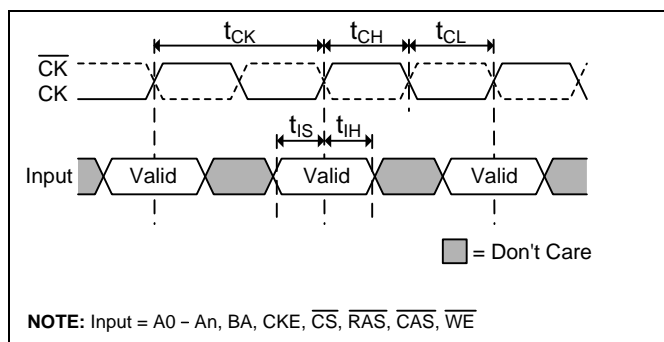 tCK tCH tCL
CK
CK
tIS tIH
Input Valid Valid Valid
= Don't Care
NOTE: Input = A0 – An, BA, CKE, CS, RAS, CAS, WE